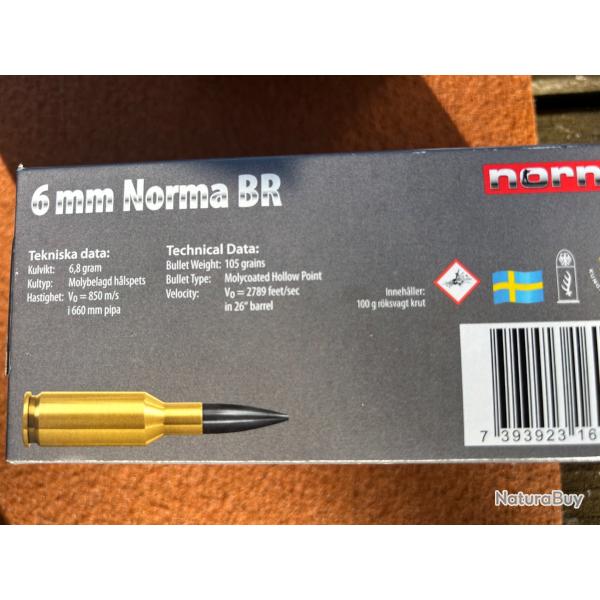 6 mm Norma BR
norm
Tekniska data:
Kulvikt: 6,8 gram
Kultyp: Molybelagd hålspets
Hastighet: V0 = 850 m/s
i 660 mm pipa
Technical Data:
Bullet Weight: 105 grains
Bullet Type: Molycoated Hollow Point
Velocity: V0 = 2789 feet/sec
in 26" barrel
Innehåller:
100 g röksvagt krut
7 393923 16
NaturaBuy